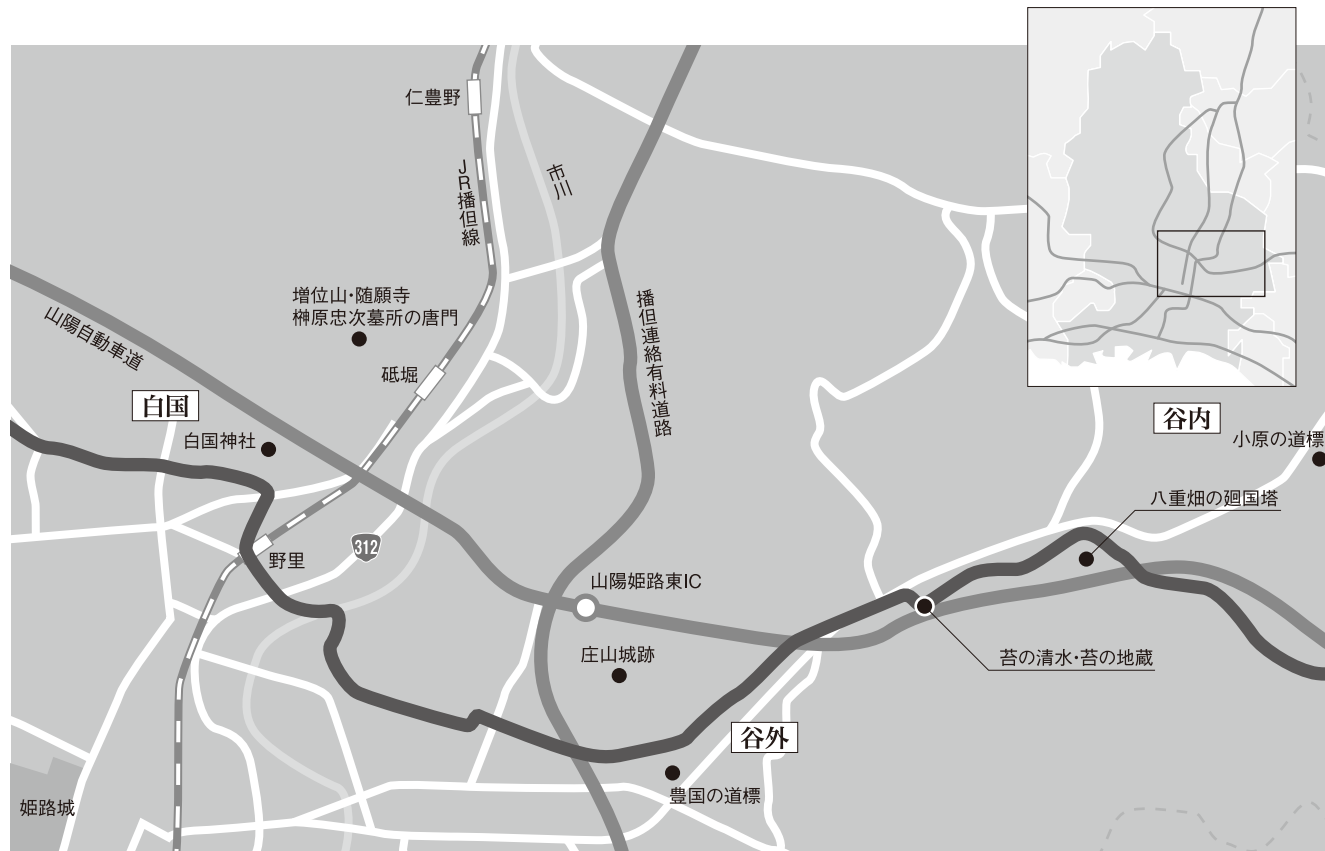 仁豊野
JR播但線
市川
増位山・随願寺
榊原忠次墓所の唐門
山陽自動車道
砥堀
播但連絡有料道路
白国
白国神社
谷内
小原の道標
八重畑の廻国塔
312
野里
山陽姫路東IC
庄山城跡
苔の清水・苔の地蔵
谷外
豊国の道標
姫路城